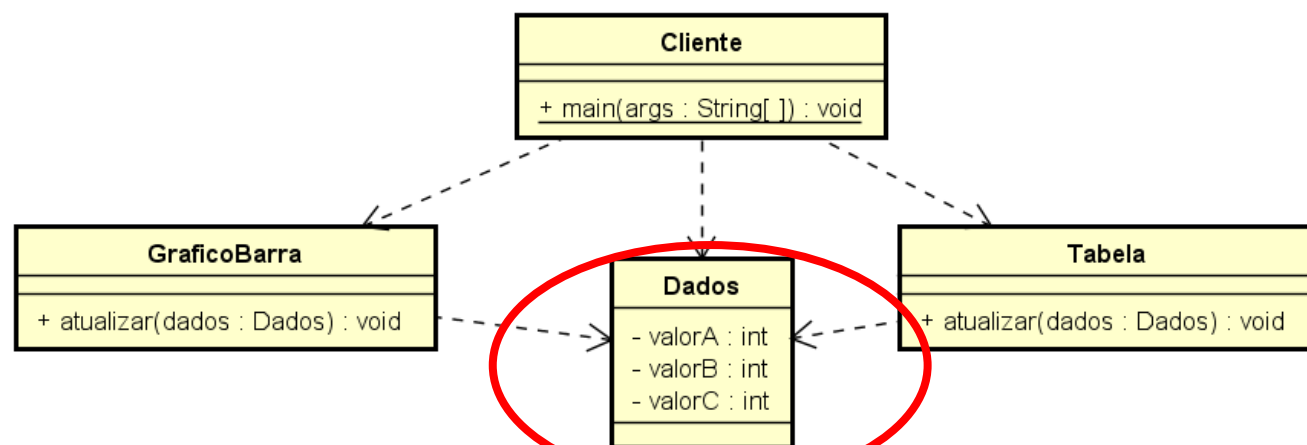 Cliente
+ main(args : String[ ]) : void
GraficoBarra
+ atualizar(dados : Dados) : void
Dados
- valorA : int
- valorB : int
- valorC : int
Tabela
+ atualizar(dados : Dados) : void